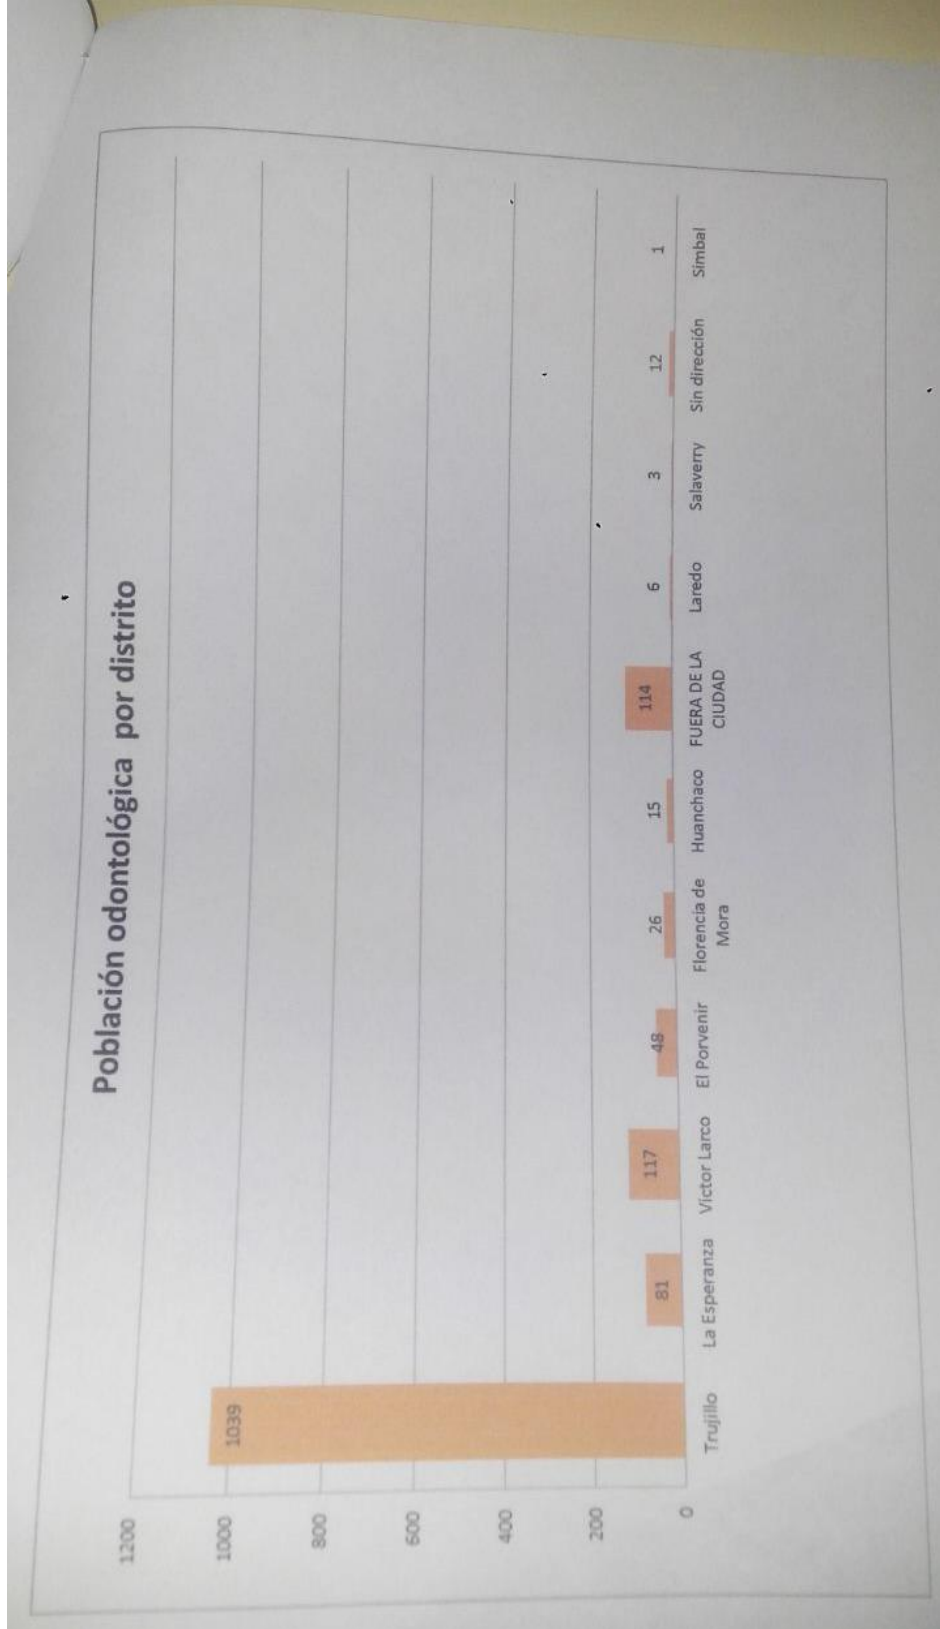 Población odontológica por distrito
1200
1000
800
600
400
200
0
1039
81
117
48
26
15
114
6
3
12
1
Trujillo
La Esperanza
Víctor Larco
El Porvenir
Florencia de
Mora
Huanchaco
FUERA DE LA
CIUDAD
Laredo
Salaverry
Sin dirección
Simbal